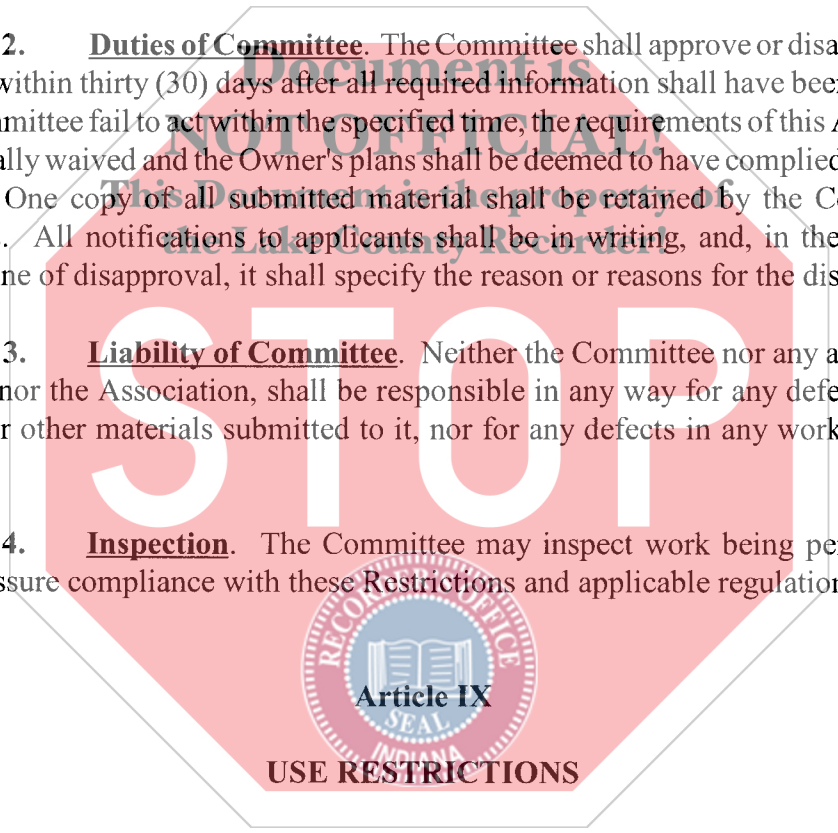 2. Duties of Committee. The Committee shall approve or disa
within thirty (30) days after all required information shall have bee
mmittee fail to act within the specified time, the requirements of this A
ally waived and the Owner's plans shall be deemed to have complied
One copy of all submitted material shall be retained by the C
. All notifications to applicants shall be in writing, and, in the
ne of disapproval, it shall specify the reason or reasons for the dis
Document is
NOT OFFICIAL!
This Document is the property of
the Lake County Recorder!
3. Liability of Committee. Neither the Committee nor any a
nor the Association, shall be responsible in any way for any defe
r other materials submitted to it, nor for any defects in any work
STOP
4. Inspection. The Committee may inspect work being pe
ssure compliance with these Restrictions and applicable regulation
RECORDER'S OFFICE
SEAL
INDIANA
Article IX
USE RESTRICTIONS